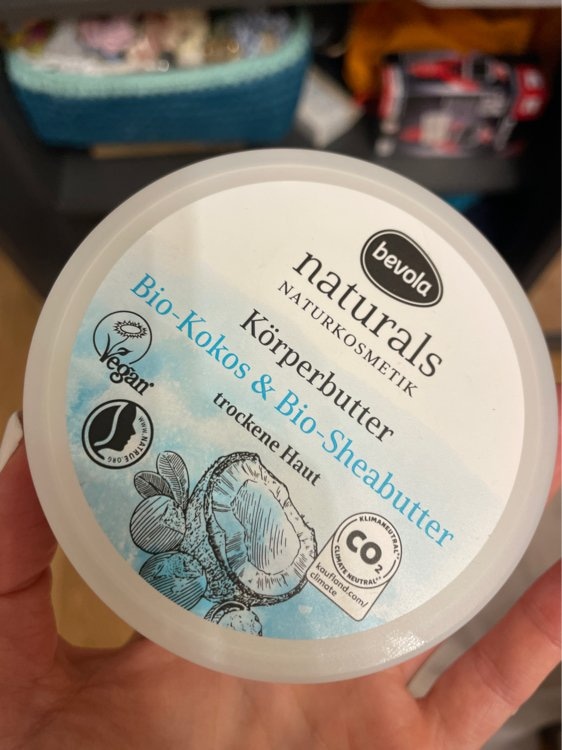 bevola
naturals
NATURKOSMETIK
Körperbutter
Bio-Kokos & Bio-Sheabutter
trockene Haut
Vegan
WWW.NATRUE.ORG
KLIMANEUTRAL*
CO2
CLIMATE NEUTRAL**
kaufland.com/
climate